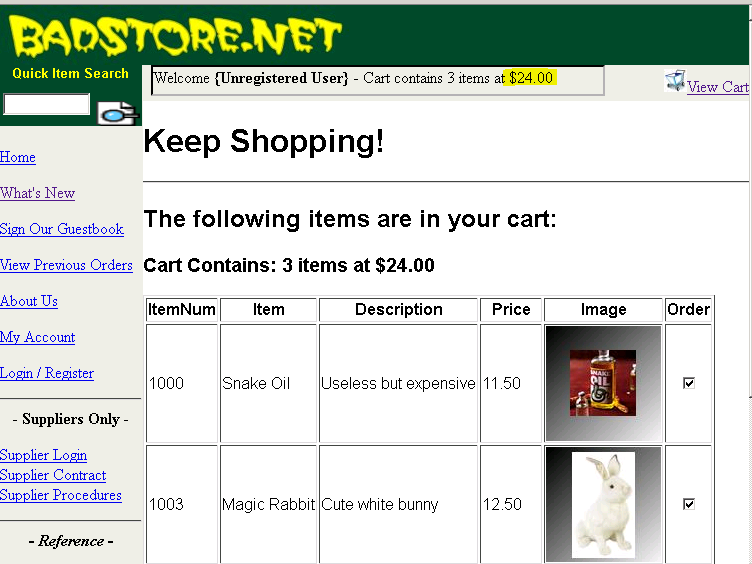 BADSTORE.NET
Quick Item Search
Welcome {Unregistered User} - Cart contains 3 items at $24.00
View Cart
Home
What's New
Sign Our Guestbook
View Previous Orders
About Us
My Account
Login / Register
- Suppliers Only -
Supplier Login
Supplier Contract
Supplier Procedures
- Reference -
Keep Shopping!
The following items are in your cart:
Cart Contains: 3 items at $24.00
ItemNum Item Description Price Image Order
1000 Snake Oil Useless but expensive 11.50
SNAKE
OIL
1003 Magic Rabbit Cute white bunny 12.50